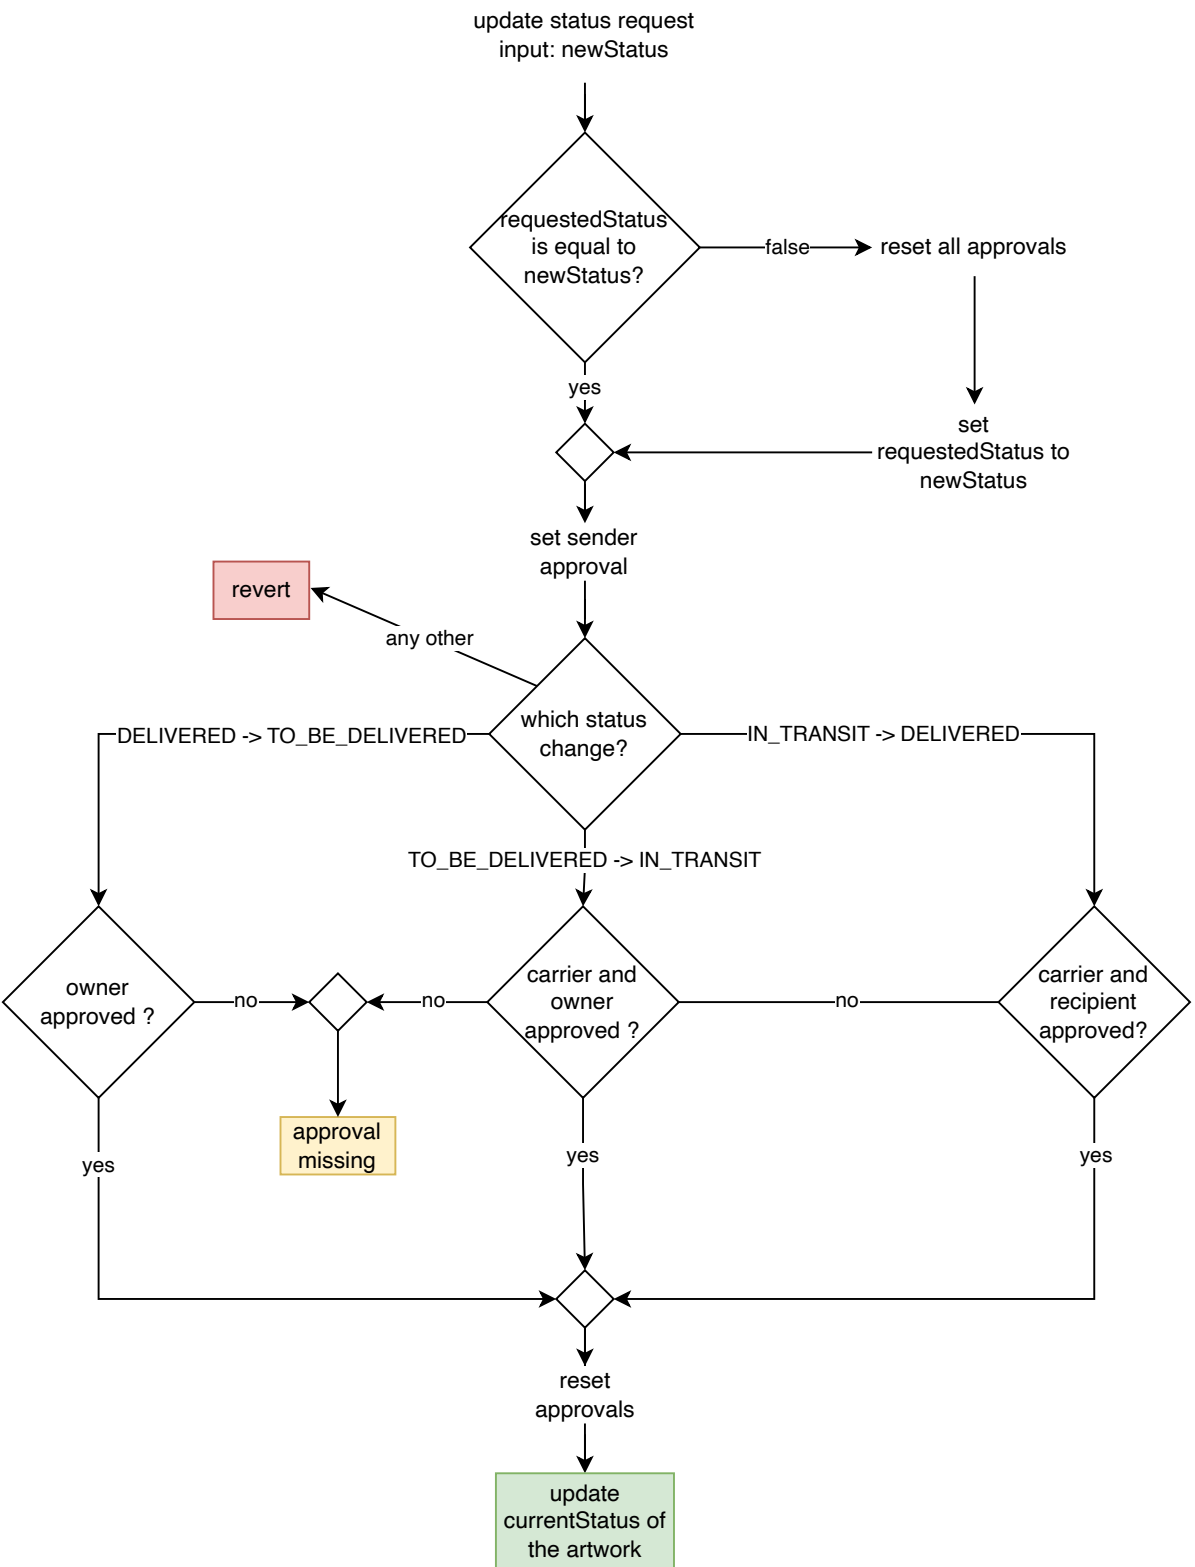 update status request
input: newStatus
requestedStatus
is equal to
newStatus?
false
reset all approvals
yes
set
requestedStatus to
newStatus
set sender
approval
revert
any other
which status
change?
DELIVERED -> TO_BE_DELIVERED
IN_TRANSIT -> DELIVERED
TO_BE_DELIVERED -> IN_TRANSIT
owner
approved ?
no
no
carrier and
owner
approved ?
no
carrier and
recipient
approved?
approval
missing
yes
yes
yes
reset
approvals
update
currentStatus of
the artwork